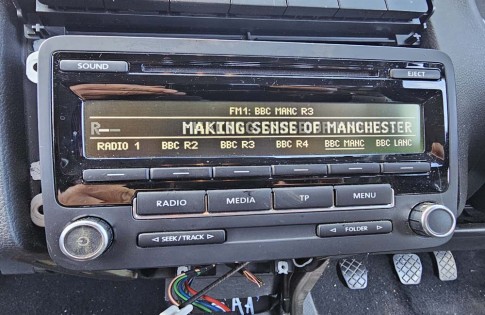 SOUND
EJECT
FM1: BBC MANC R3
MAKING SENSE OF MANCHESTER
RADIO 1 BBC R2 BBC R3 BBC R4 BBC MANC BBC LANC
RADIO MEDIA TP MENU
◁ SEEK / TRACK ▷ ◁ FOLDER ▷